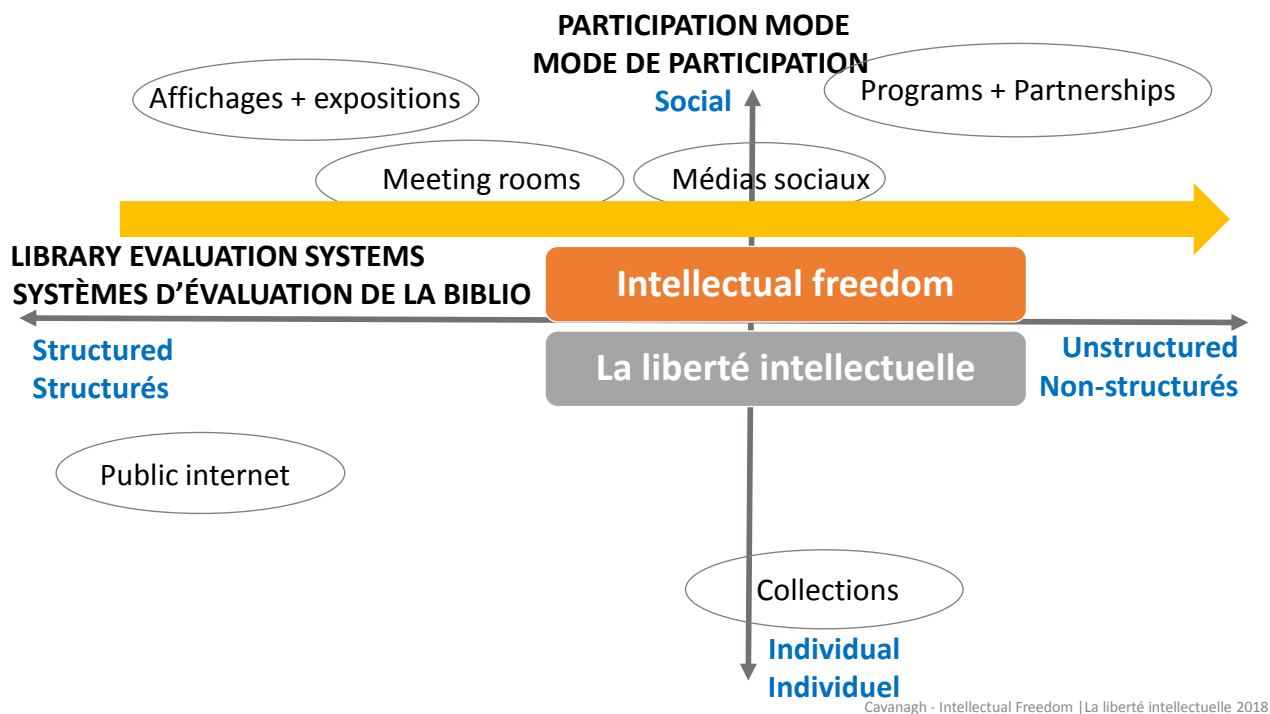 PARTICIPATION MODE
MODE DE PARTICIPATION
Affichages + expositions
Social
Programs + Partnerships
Meeting rooms
Médias sociaux
LIBRARY EVALUATION SYSTEMS
SYSTÈMES D'ÉVALUATION DE LA BIBLIO
Intellectual freedom
La liberté intellectuelle
Structured
Structurés
Unstructured
Non-structurés
Public internet
Collections
Individual
Individuel
Cavanagh - Intellectual Freedom |La liberté intellectuelle 2018